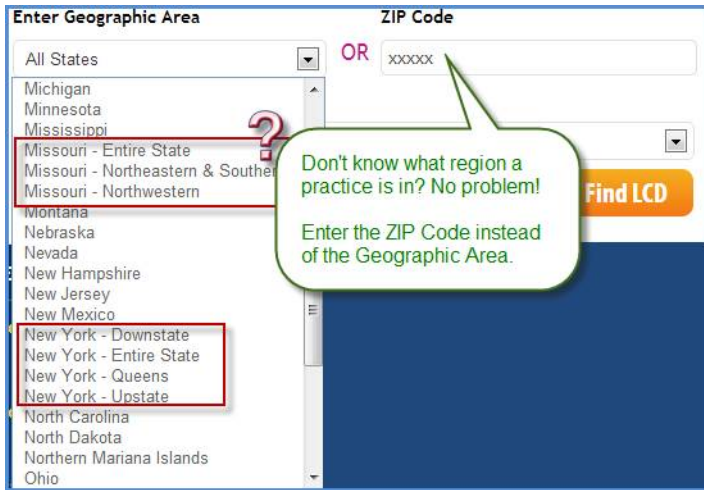 Enter Geographic Area
ZIP Code
All States
OR
xxxxx
Michigan
Minnesota
Mississippi
Missouri - Entire State
Missouri - Northeastern & Souther
Missouri - Northwestern
Montana
Nebraska
Nevada
New Hampshire
New Jersey
New Mexico
New York - Downstate
New York - Entire State
New York - Queens
New York - Upstate
North Carolina
North Dakota
Northern Mariana Islands
Ohio
?
Don't know what region a
practice is in? No problem!
Enter the ZIP Code instead
of the Geographic Area.
Find LCD